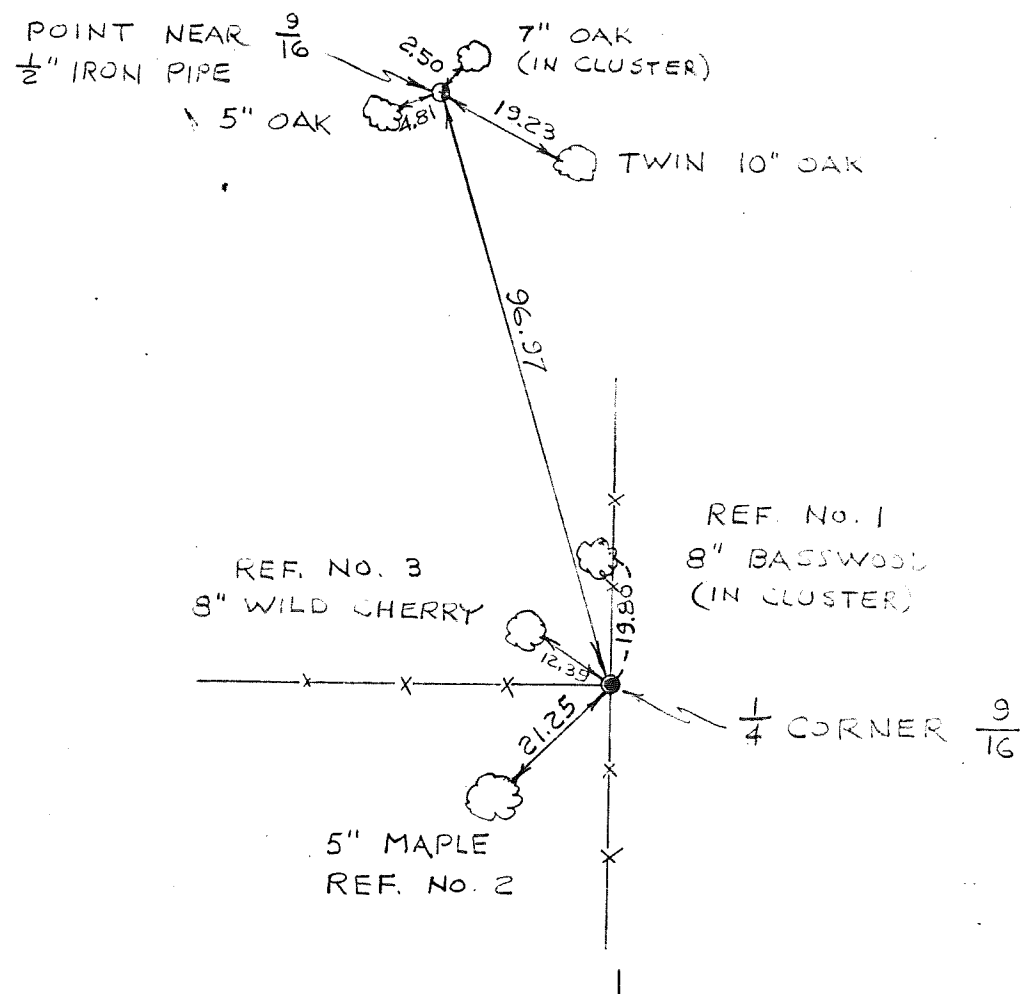 POINT NEAR 9/16
1/2" IRON PIPE
2.50
7" OAK
(IN CLUSTER)
5" OAK
4.81
19.23
TWIN 10" OAK
96.97
REF. NO. 1
8" BASSWOOD
(IN CLUSTER)
REF. NO. 3
8" WILD CHERRY
19.80
12.39
21.25
1/4 CORNER 9/16
5" MAPLE
REF. NO. 2